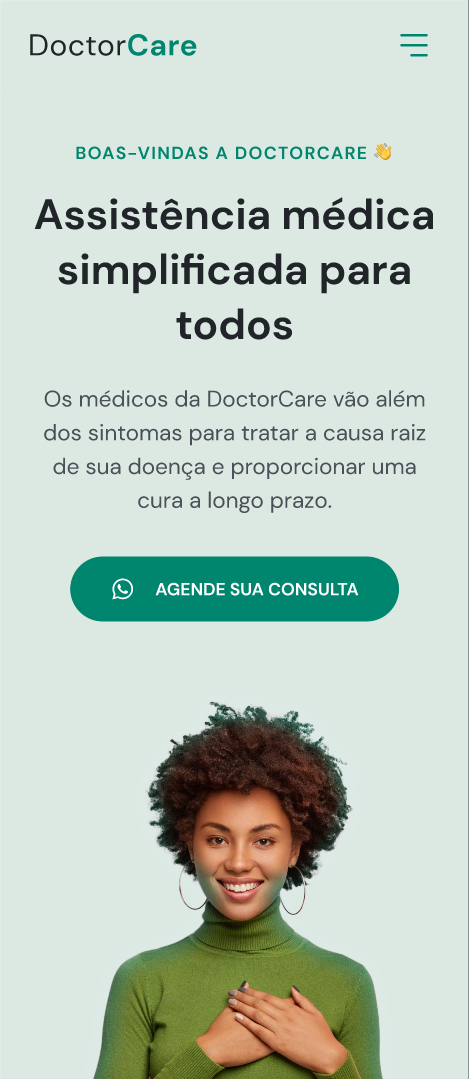 DoctorCare
BOAS-VINDAS A DOCTORCARE 👋
Assistência médica
simplificada para
todos
Os médicos da DoctorCare vão além
dos sintomas para tratar a causa raiz
de sua doença e proporcionar uma
cura a longo prazo.
AGENDE SUA CONSULTA